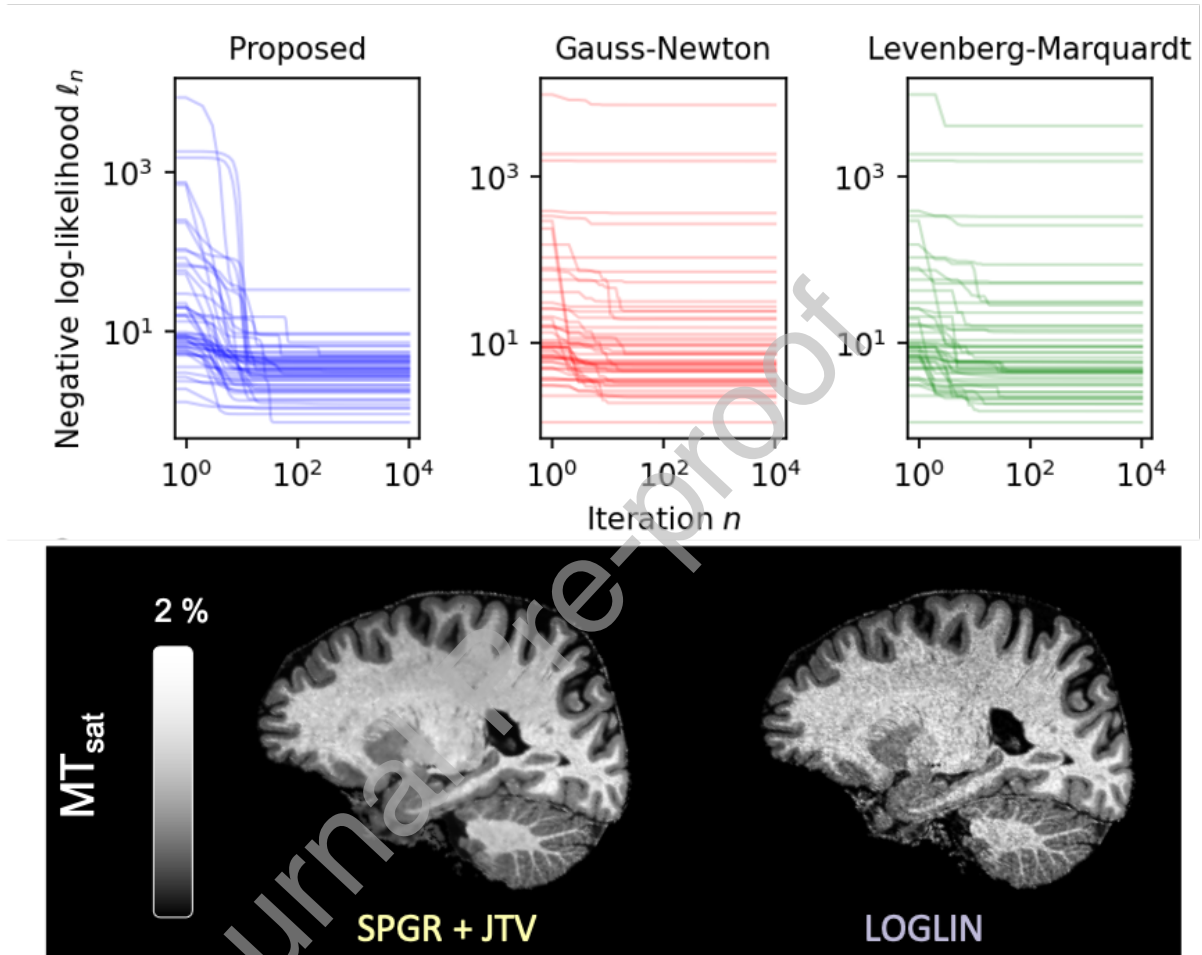 Proposed
Gauss-Newton
Levenberg-Marquardt
Negative log-likelihood ℓₙ
10³
10¹
10⁰ 10² 10⁴
10³
10¹
10⁰ 10² 10⁴
10³
10¹
10⁰ 10² 10⁴
Iteration n
2 %
MTsat
SPGR + JTV
LOGLIN
urnal pre-proof